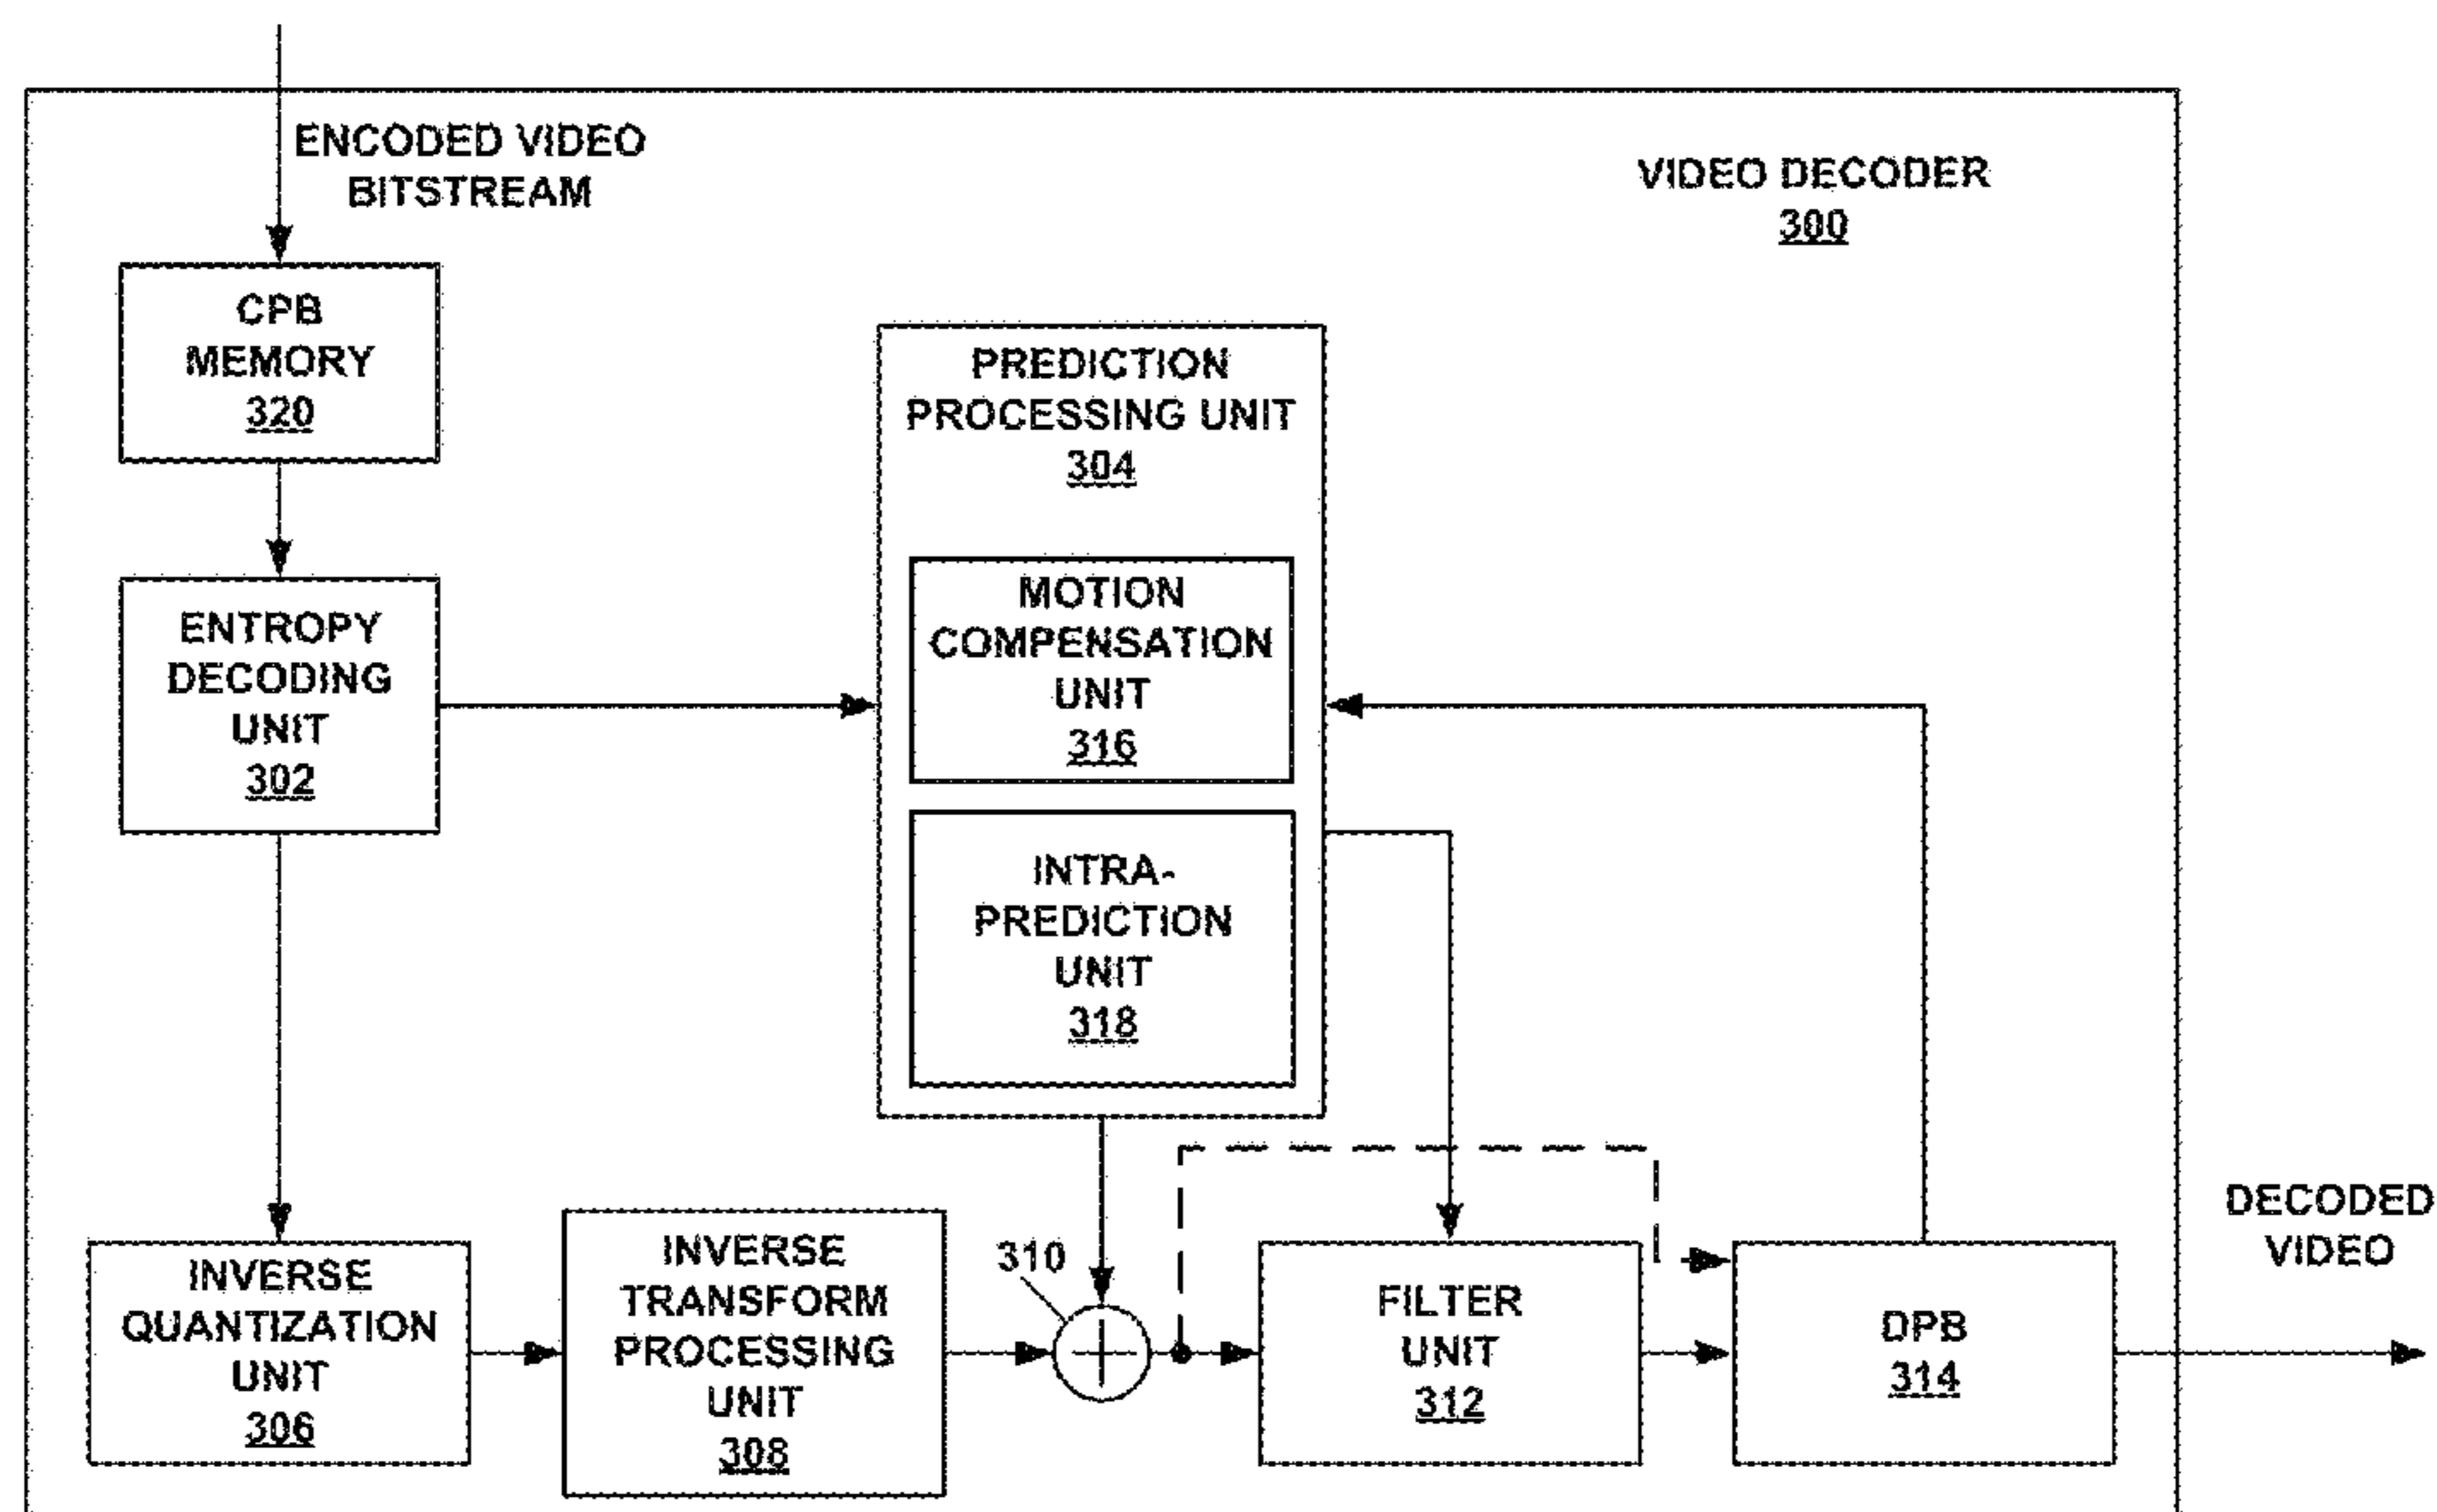 ENCODED VIDEO
BITSTREAM
VIDEO DECODER
300
CPB
MEMORY
320
PREDICTION
PROCESSING UNIT
304
MOTION
COMPENSATION
UNIT
316
ENTROPY
DECODING
UNIT
302
INTRA-
PREDICTION
UNIT
318
INVERSE
QUANTIZATION
UNIT
306
INVERSE
TRANSFORM
PROCESSING
UNIT
308
310
FILTER
UNIT
312
DPB
314
DECODED
VIDEO